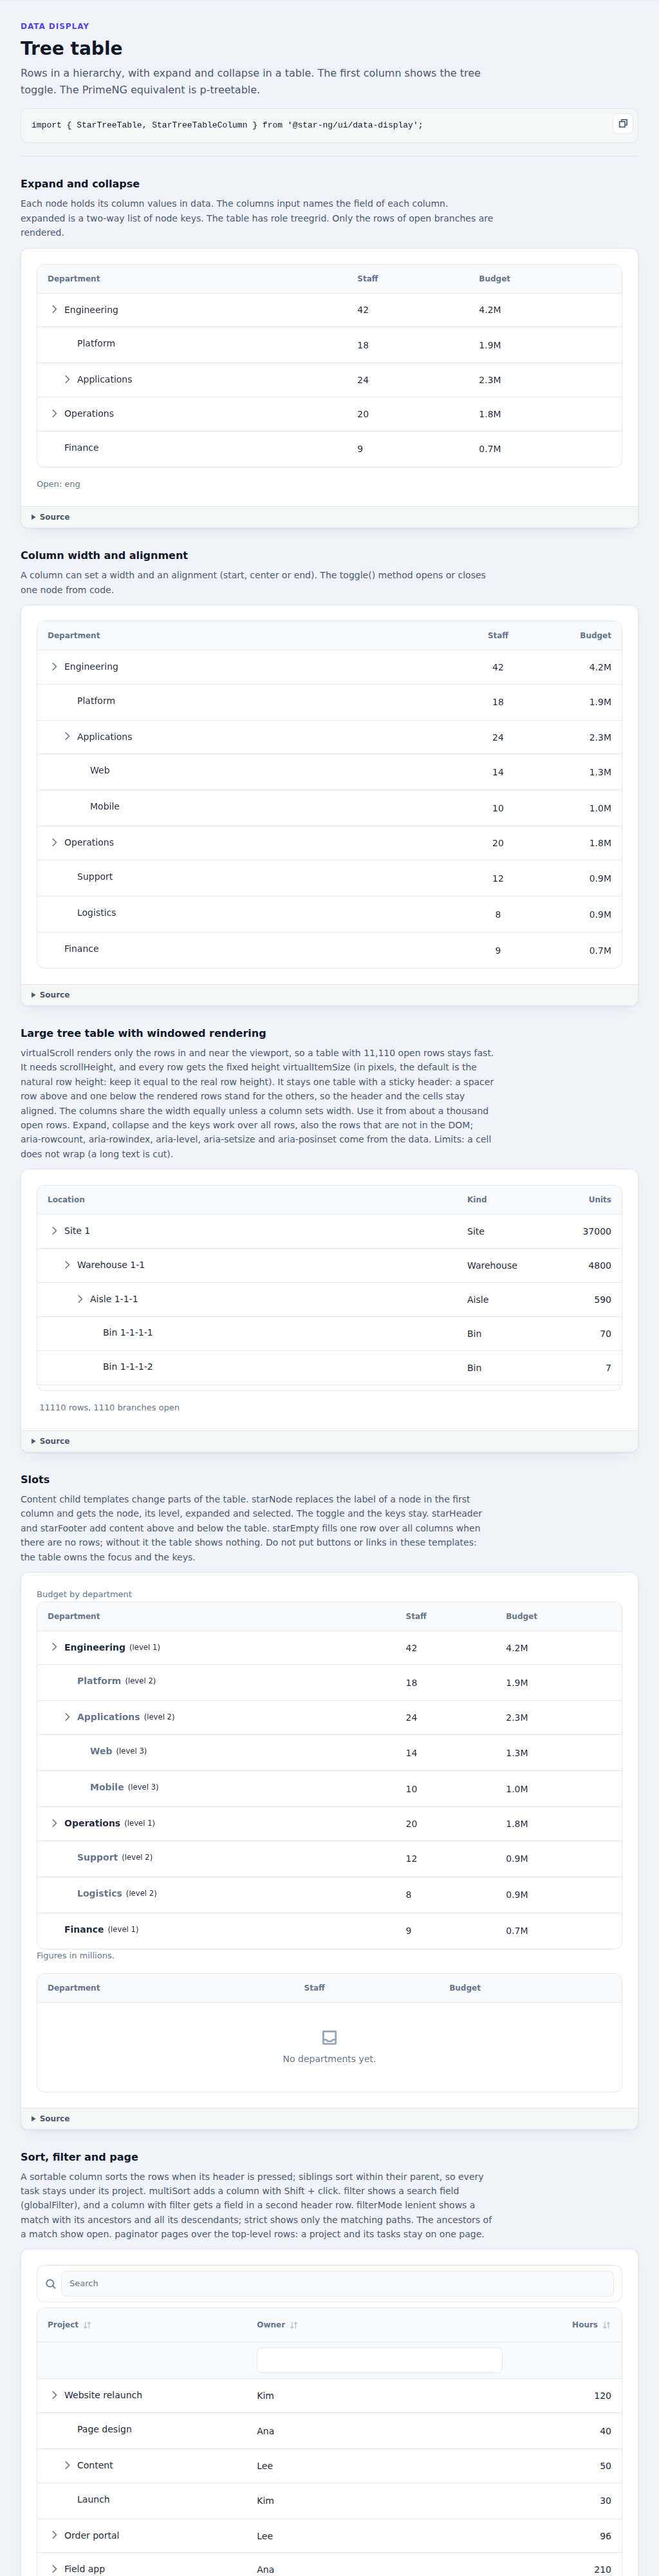 DATA DISPLAY
Tree table
Rows in a hierarchy, with expand and collapse in a table. The first column shows the tree
toggle. The PrimeNG equivalent is p-treetable.
import { StarTreeTable, StarTreeTableColumn } from '@star-ng/ui/data-display';
Expand and collapse
Each node holds its column values in data. The columns input names the field of each column.
expanded is a two-way list of node keys. The table has role treegrid. Only the rows of open branches are
rendered.
Department Staff Budget
Engineering 42 4.2M
Platform 18 1.9M
Applications 24 2.3M
Operations 20 1.8M
Finance 9 0.7M
Open: eng
Source
Column width and alignment
A column can set a width and an alignment (start, center or end). The toggle() method opens or closes
one node from code.
Department Staff Budget
Engineering 42 4.2M
Platform 18 1.9M
Applications 24 2.3M
Web 14 1.3M
Mobile 10 1.0M
Operations 20 1.8M
Support 12 0.9M
Logistics 8 0.9M
Finance 9 0.7M
Source
Large tree table with windowed rendering
virtualScroll renders only the rows in and near the viewport, so a table with 11,110 open rows stays fast.
It needs scrollHeight, and every row gets the fixed height virtualItemSize (in pixels, the default is the
natural row height: keep it equal to the real row height). It stays one table with a sticky header: a spacer
row above and one below the rendered rows stand for the others, so the header and the cells stay
aligned. The columns share the width equally unless a column sets width. Use it from about a thousand
open rows. Expand, collapse and the keys work over all rows, also the rows that are not in the DOM;
aria-rowcount, aria-rowindex, aria-level, aria-setsize and aria-posinset come from the data. Limits: a cell
does not wrap (a long text is cut).
Location Kind Units
Site 1 Site 37000
Warehouse 1-1 Warehouse 4800
Aisle 1-1-1 Aisle 590
Bin 1-1-1-1 Bin 70
Bin 1-1-1-2 Bin 7
11110 rows, 1110 branches open
Source
Slots
Content child templates change parts of the table. starNode replaces the label of a node in the first
column and gets the node, its level, expanded and selected. The toggle and the keys stay. starHeader
and starFooter add content above and below the table. starEmpty fills one row over all columns when
there are no rows; without it the table shows nothing. Do not put buttons or links in these templates:
the table owns the focus and the keys.
Budget by department
Department Staff Budget
Engineering (level 1) 42 4.2M
Platform (level 2) 18 1.9M
Applications (level 2) 24 2.3M
Web (level 3) 14 1.3M
Mobile (level 3) 10 1.0M
Operations (level 1) 20 1.8M
Support (level 2) 12 0.9M
Logistics (level 2) 8 0.9M
Finance (level 1) 9 0.7M
Figures in millions.
Department Staff Budget
No departments yet.
Source
Sort, filter and page
A sortable column sorts the rows when its header is pressed; siblings sort within their parent, so every
task stays under its project. multiSort adds a column with Shift + click. filter shows a search field
(globalFilter), and a column with filter gets a field in a second header row. filterMode lenient shows a
match with its ancestors and all its descendants; strict shows only the matching paths. The ancestors of
a match show open. paginator pages over the top-level rows: a project and its tasks stay on one page.
Search
Project Owner Hours
Website relaunch Kim 120
Page design Ana 40
Content Lee 50
Launch Kim 30
Order portal Lee 96
Field app Ana 210